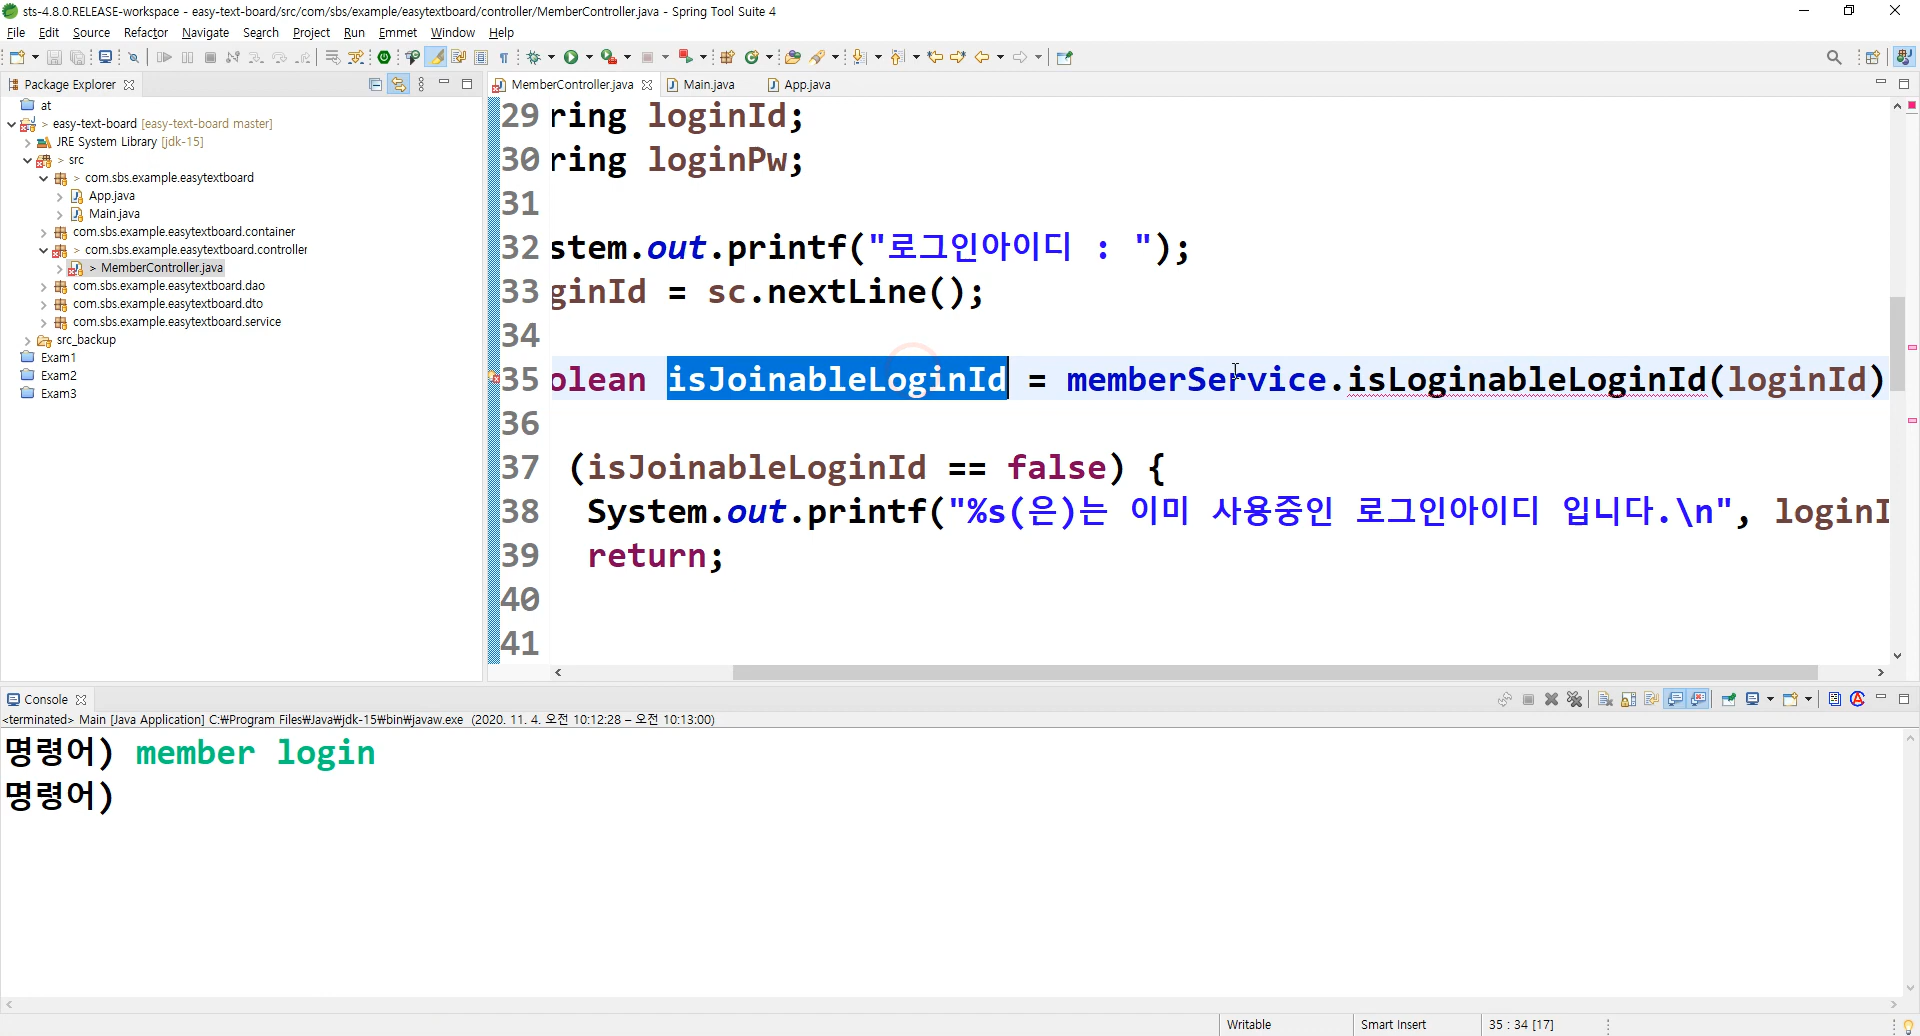 sts-4.8.0.RELEASE-workspace - easy-text-board/src/com/sbs/example/easytextboard/controller/MemberController.java - Spring Tool Suite 4
File Edit Source Refactor Navigate Search Project Run Emmet Window Help
Package Explorer
MemberController.java Main.java App.java
at
> easy-text-board [easy-text-board master]
JRE System Library [jdk-15]
> src
> com.sbs.example.easytextboard
App.java
Main.java
com.sbs.example.easytextboard.container
> com.sbs.example.easytextboard.controller
> MemberController.java
com.sbs.example.easytextboard.dao
com.sbs.example.easytextboard.dto
com.sbs.example.easytextboard.service
src_backup
Exam1
Exam2
Exam3
29 ring loginId;
30 ring loginPw;
31
32 stem.out.printf("로그인아이디 : ");
33 ginId = sc.nextLine();
34
35 olean isJoinableLoginId = memberService.isLoginableLoginId(loginId)
36
37 (isJoinableLoginId == false) {
38 System.out.printf("%s(은)는 이미 사용중인 로그인아이디 입니다.\n", loginI
39 return;
40
41
Console
<terminated> Main [Java Application] C:₩Program Files₩Java₩jdk-15₩bin₩javaw.exe (2020. 11. 4. 오전 10:12:28 – 오전 10:13:00)
명령어) member login
명령어)
Writable Smart Insert 35 : 34 [17]